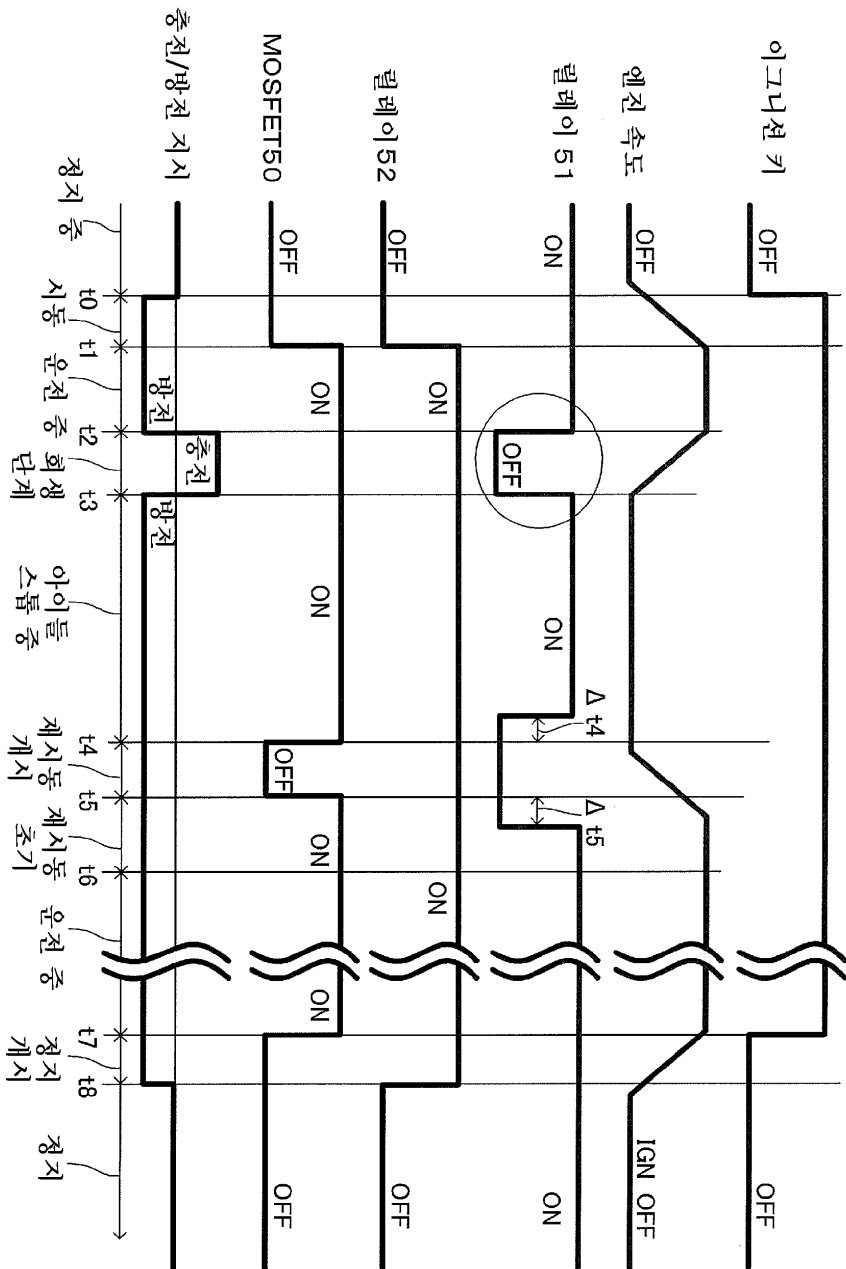 이그니션 키
OFF
OFF
엔진 속도
OFF
IGN OFF
릴레이 51
ON
OFF
ON
Δ t4
Δ t5
ON
릴레이52
OFF
ON
ON
OFF
MOSFET50
OFF
ON
ON
OFF
ON
ON
OFF
충전/방전 지시
방전
충전
방전
t0
t1
t2
t3
t4
t5
t6
t7
t8
정지 중
시동
운전 중
회생
단계
아이들
스톱 중
재시동
개시
재시동
초기
운전 중
정지
개시
정지